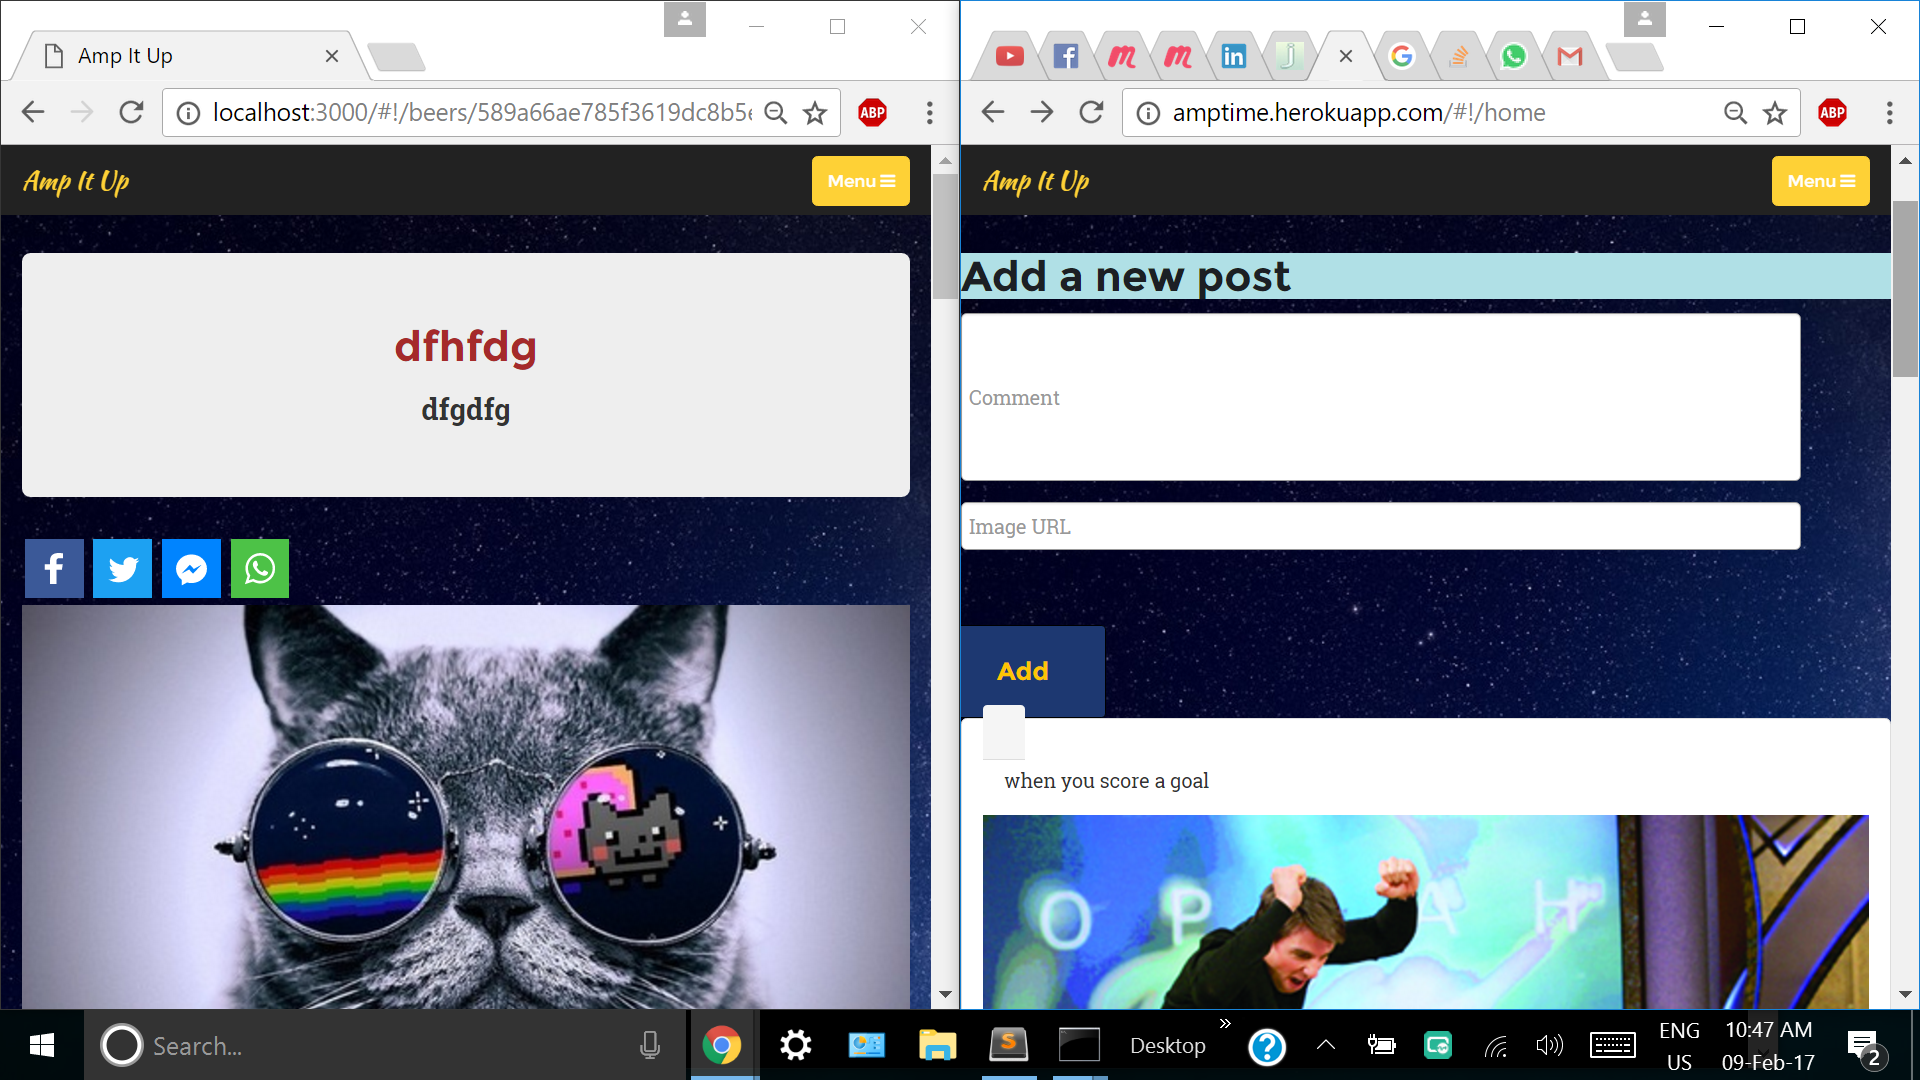 Amp It Up
localhost:3000/#!/beers/589a66ae785f3619dc8b5e
ABP
Amp It Up
Menu
dfhfdg
dfgdfg
amptime.herokuapp.com/#!/home
ABP
Amp It Up
Menu
Add a new post
Comment
Image URL
Add
when you score a goal
O P A H
Search...
Desktop
ENG
US
10:47 AM
09-Feb-17
2